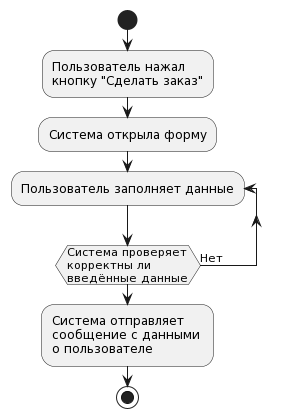 Пользователь нажал
кнопку "Сделать заказ"
Система открыла форму
Пользователь заполняет данные
Система проверяет
корректны ли
введённые данные
Нет
Система отправляет
сообщение с данными
о пользователе